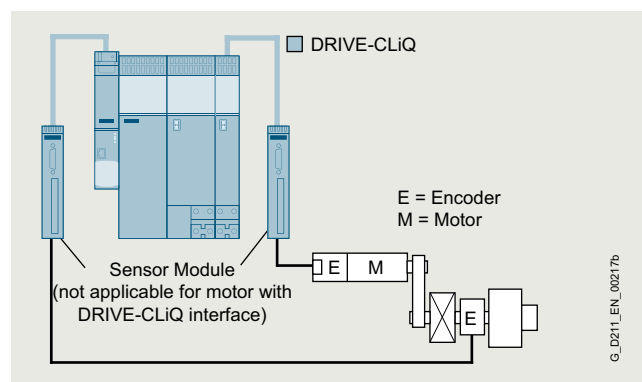 DRIVE-CLiQ
E = Encoder
M = Motor
Sensor Module
(not applicable for motor with
DRIVE-CLiQ interface)
E M
E
G_D211_EN_00217b